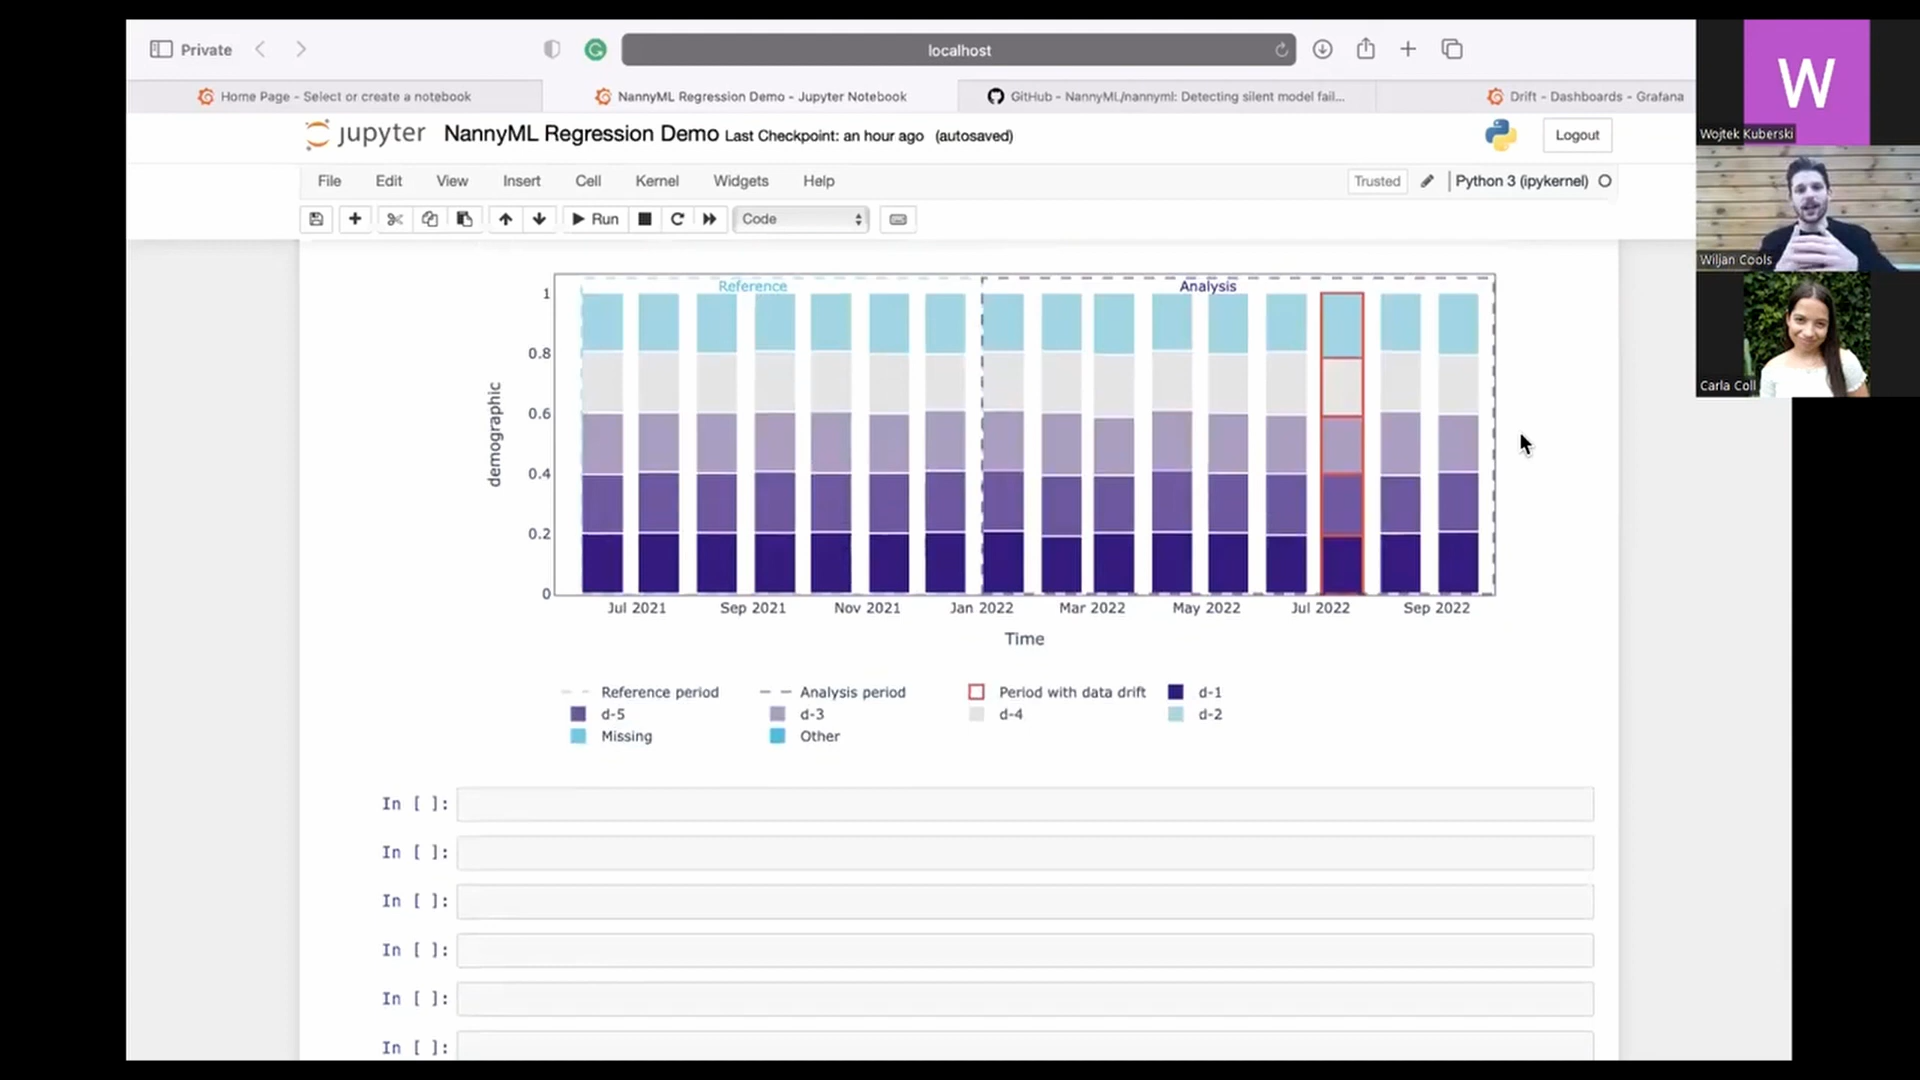 Private
localhost
Home Page - Select or create a notebook
NannyML Regression Demo - Jupyter Notebook
GitHub - NannyML/nannyml: Detecting silent model fail...
Drift - Dashboards - Grafana
jupyter NannyML Regression Demo Last Checkpoint: an hour ago (autosaved)
Logout
File Edit View Insert Cell Kernel Widgets Help
Trusted
Python 3 (ipykernel)
Run
Code
W
Wojtek Kuberski
Wiljan Cools
Carla Coll
Reference
Analysis
1
0.8
0.6
0.4
0.2
0
demographic
Jul 2021 Sep 2021 Nov 2021 Jan 2022 Mar 2022 May 2022 Jul 2022 Sep 2022
Time
Reference period Analysis period Period with data drift d-1
d-5 d-3 d-4 d-2
Missing Other
In [ ]:
In [ ]:
In [ ]:
In [ ]:
In [ ]:
In [ ]: